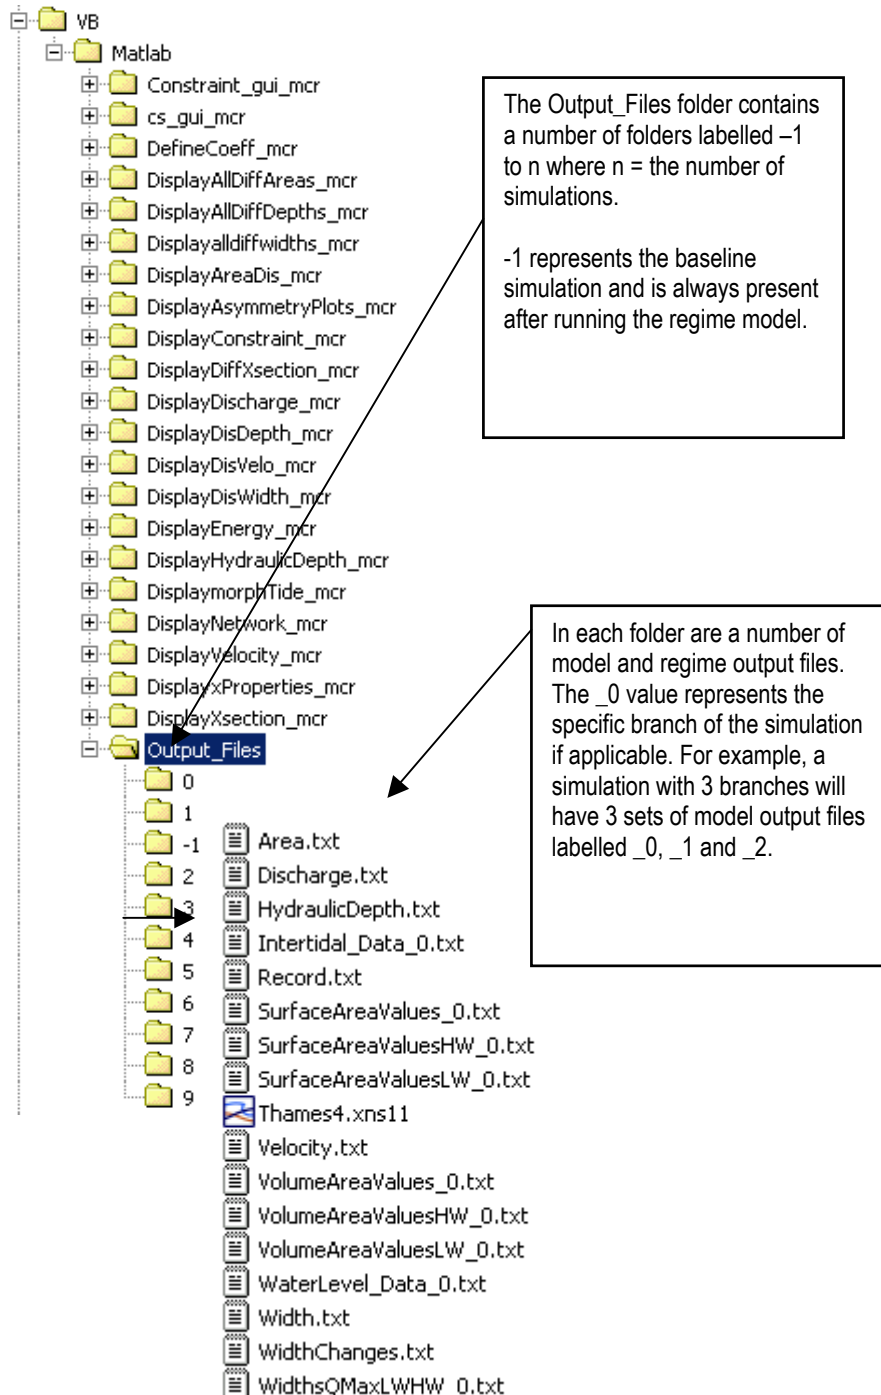 VB
Matlab
Constraint_gui_mcr
cs_gui_mcr
DefineCoeff_mcr
DisplayAllDiffAreas_mcr
DisplayAllDiffDepths_mcr
Displayalldiffwidths_mcr
DisplayAreaDis_mcr
DisplayAsymmetryPlots_mcr
DisplayConstraint_mcr
DisplayDiffXsection_mcr
DisplayDischarge_mcr
DisplayDisDepth_mcr
DisplayDisVelo_mcr
DisplayDisWidth_mcr
DisplayEnergy_mcr
DisplayHydraulicDepth_mcr
DisplaymorphTide_mcr
DisplayNetwork_mcr
DisplayVelocity_mcr
DisplayxProperties_mcr
DisplayXsection_mcr
Output_Files
0
1
-1
2
3
4
5
6
7
8
9
The Output_Files folder contains
a number of folders labelled –1
to n where n = the number of
simulations.
-1 represents the baseline
simulation and is always present
after running the regime model.
In each folder are a number of
model and regime output files.
The _0 value represents the
specific branch of the simulation
if applicable. For example, a
simulation with 3 branches will
have 3 sets of model output files
labelled _0, _1 and _2.
Area.txt
Discharge.txt
HydraulicDepth.txt
Intertidal_Data_0.txt
Record.txt
SurfaceAreaValues_0.txt
SurfaceAreaValuesHW_0.txt
SurfaceAreaValuesLW_0.txt
Thames4.xns11
Velocity.txt
VolumeAreaValues_0.txt
VolumeAreaValuesHW_0.txt
VolumeAreaValuesLW_0.txt
WaterLevel_Data_0.txt
Width.txt
WidthChanges.txt
WidthsQMaxLWHW_0.txt